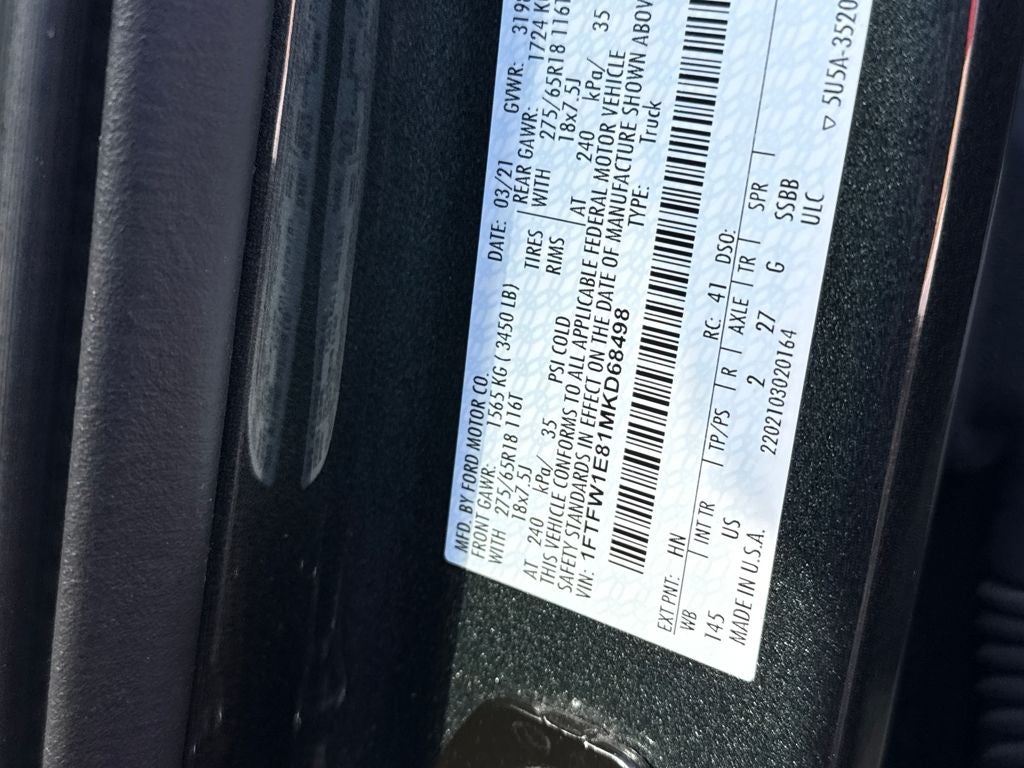 MFD. BY FORD MOTOR CO. DATE: 03/21 GVWR:
FRONT GAWR: 1565 KG ( 3450 LB) REAR GAWR: 1724
WITH 275/65R18 116T TIRES WITH 275/65R18 116T
18x7.5J RIMS 18x7.5J
AT 240 kPa/ 35 PSI COLD AT 240 kPa/ 35
THIS VEHICLE CONFORMS TO ALL APPLICABLE FEDERAL MOTOR VEHICLE
SAFETY STANDARDS IN EFFECT ON THE DATE OF MANUFACTURE SHOWN ABOV
VIN: 1FTFW1E81MKD68498 TYPE: Truck
EXT PNT: HN RC: 41 DSO:
WB INT TR TP/PS R AXLE TR SPR
145 US 2 27 G SSBB
MADE IN U.S.A. 2202103020164 ULC
▽ 5U5A-3520